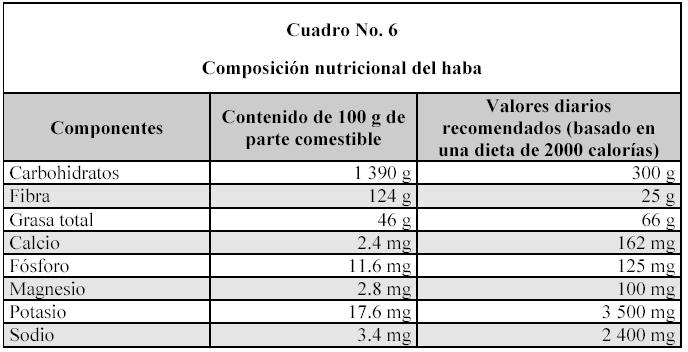 Cuadro No. 6
Composición nutricional del haba
Componentes
Contenido de 100 g de
parte comestible
Valores diarios
recomendados (basado en
una dieta de 2000 calorías)
Carbohidratos 1 390 g 300 g
Fibra 124 g 25 g
Grasa total 46 g 66 g
Calcio 2.4 mg 162 mg
Fósforo 11.6 mg 125 mg
Magnesio 2.8 mg 100 mg
Potasio 17.6 mg 3 500 mg
Sodio 3.4 mg 2 400 mg